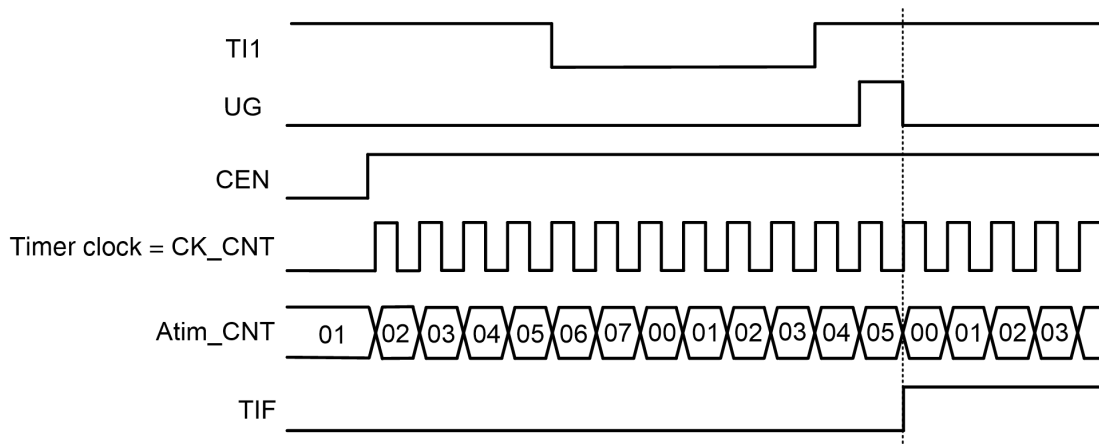 TI1
UG
CEN
Timer clock = CK_CNT
Atim_CNT 01 02 03 04 05 06 07 00 01 02 03 04 05 00 01 02 03
TIF